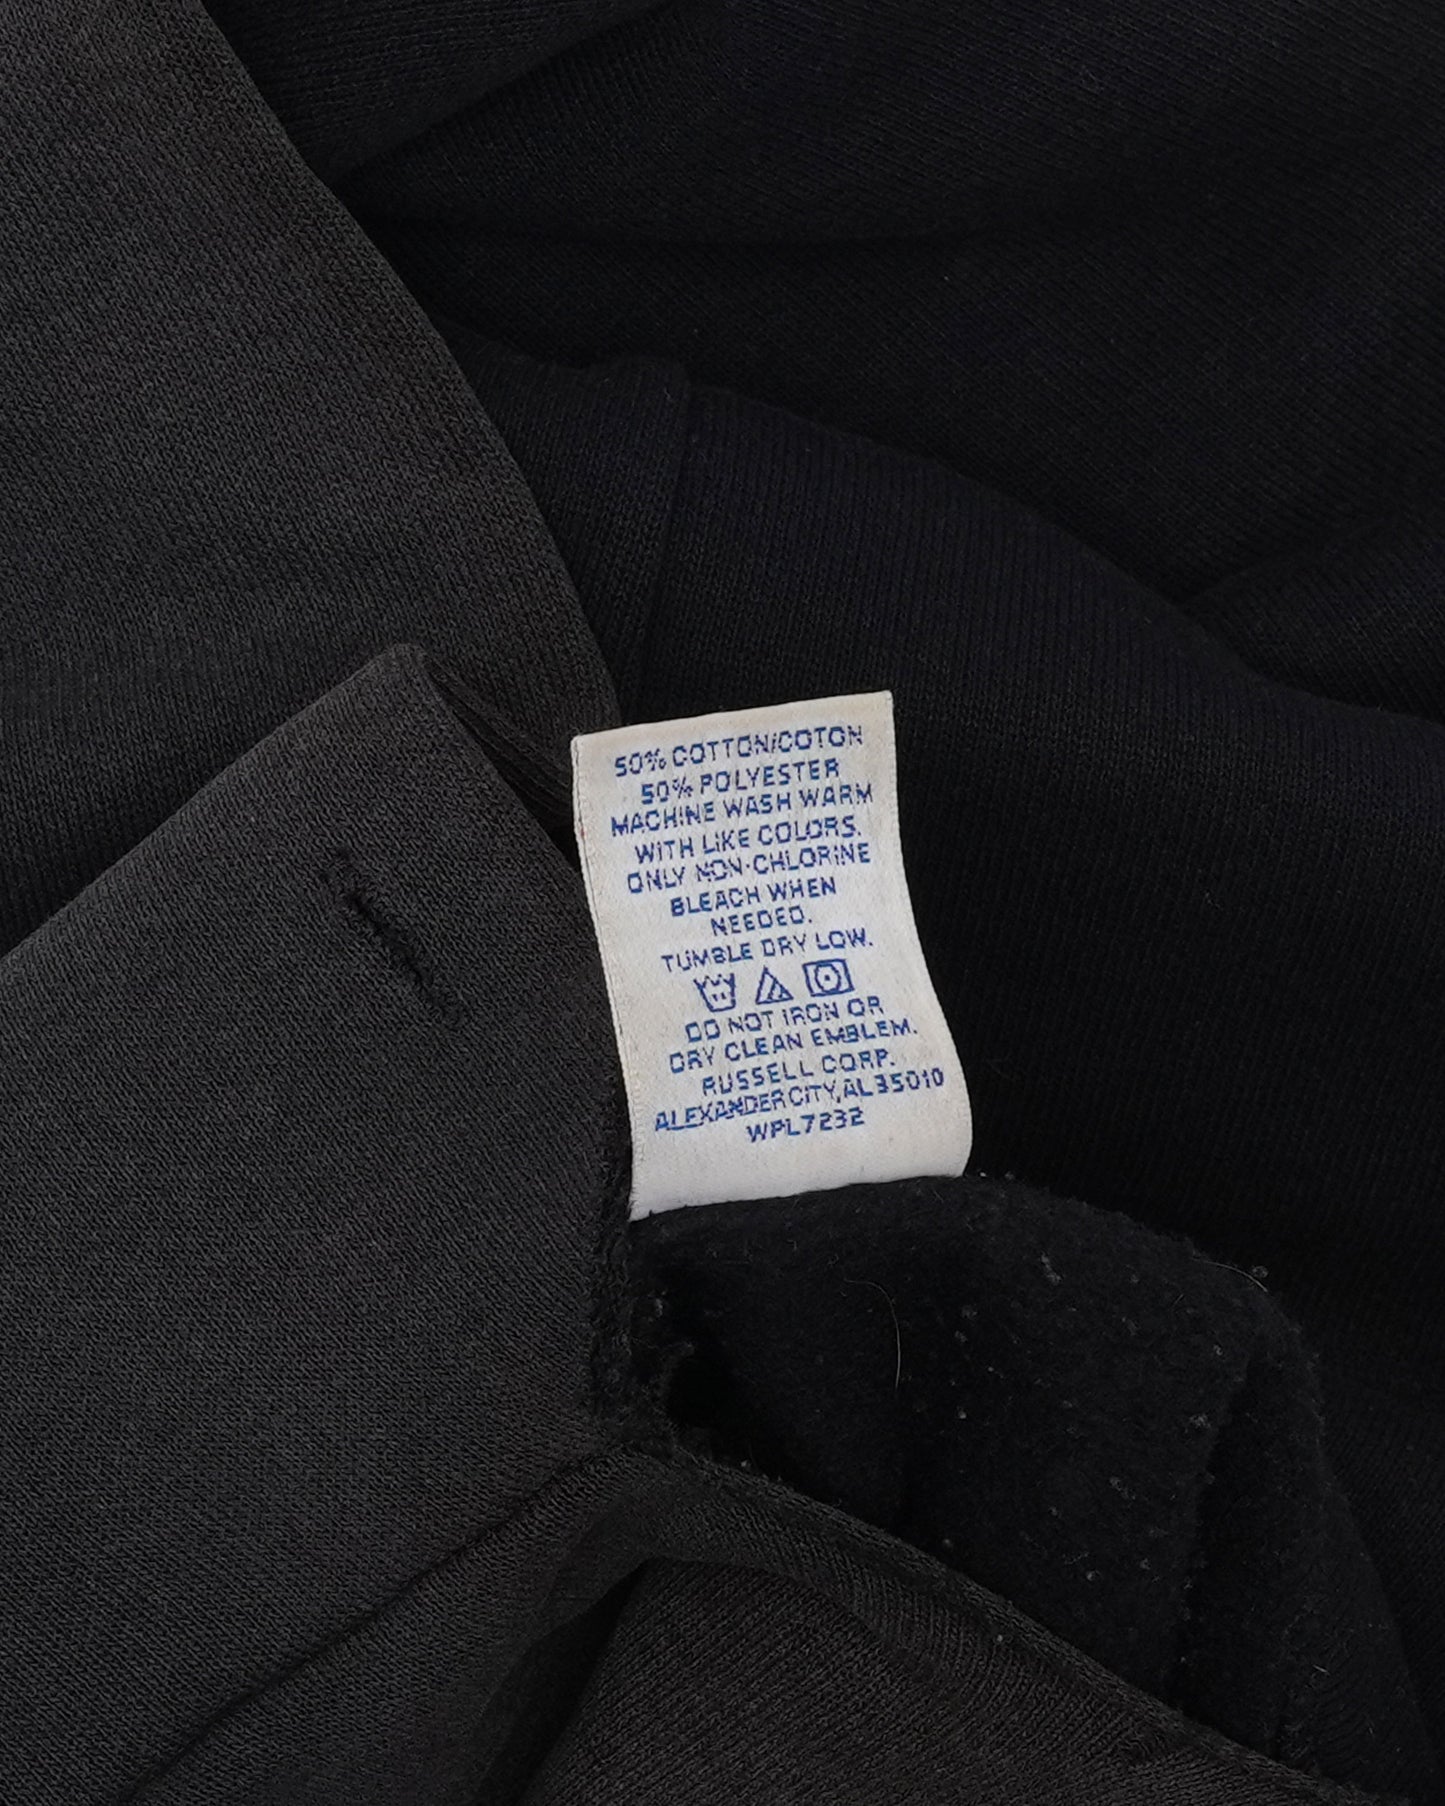 50% COTTON/COTON
50% POLYESTER
MACHINE WASH WARM
WITH LIKE COLORS.
ONLY NON-CHLORINE
BLEACH WHEN
NEEDED.
TUMBLE DRY LOW.
DO NOT IRON OR
DRY CLEAN EMBLEM.
RUSSELL CORP.
ALEXANDER CITY, AL 35010
WPL7232